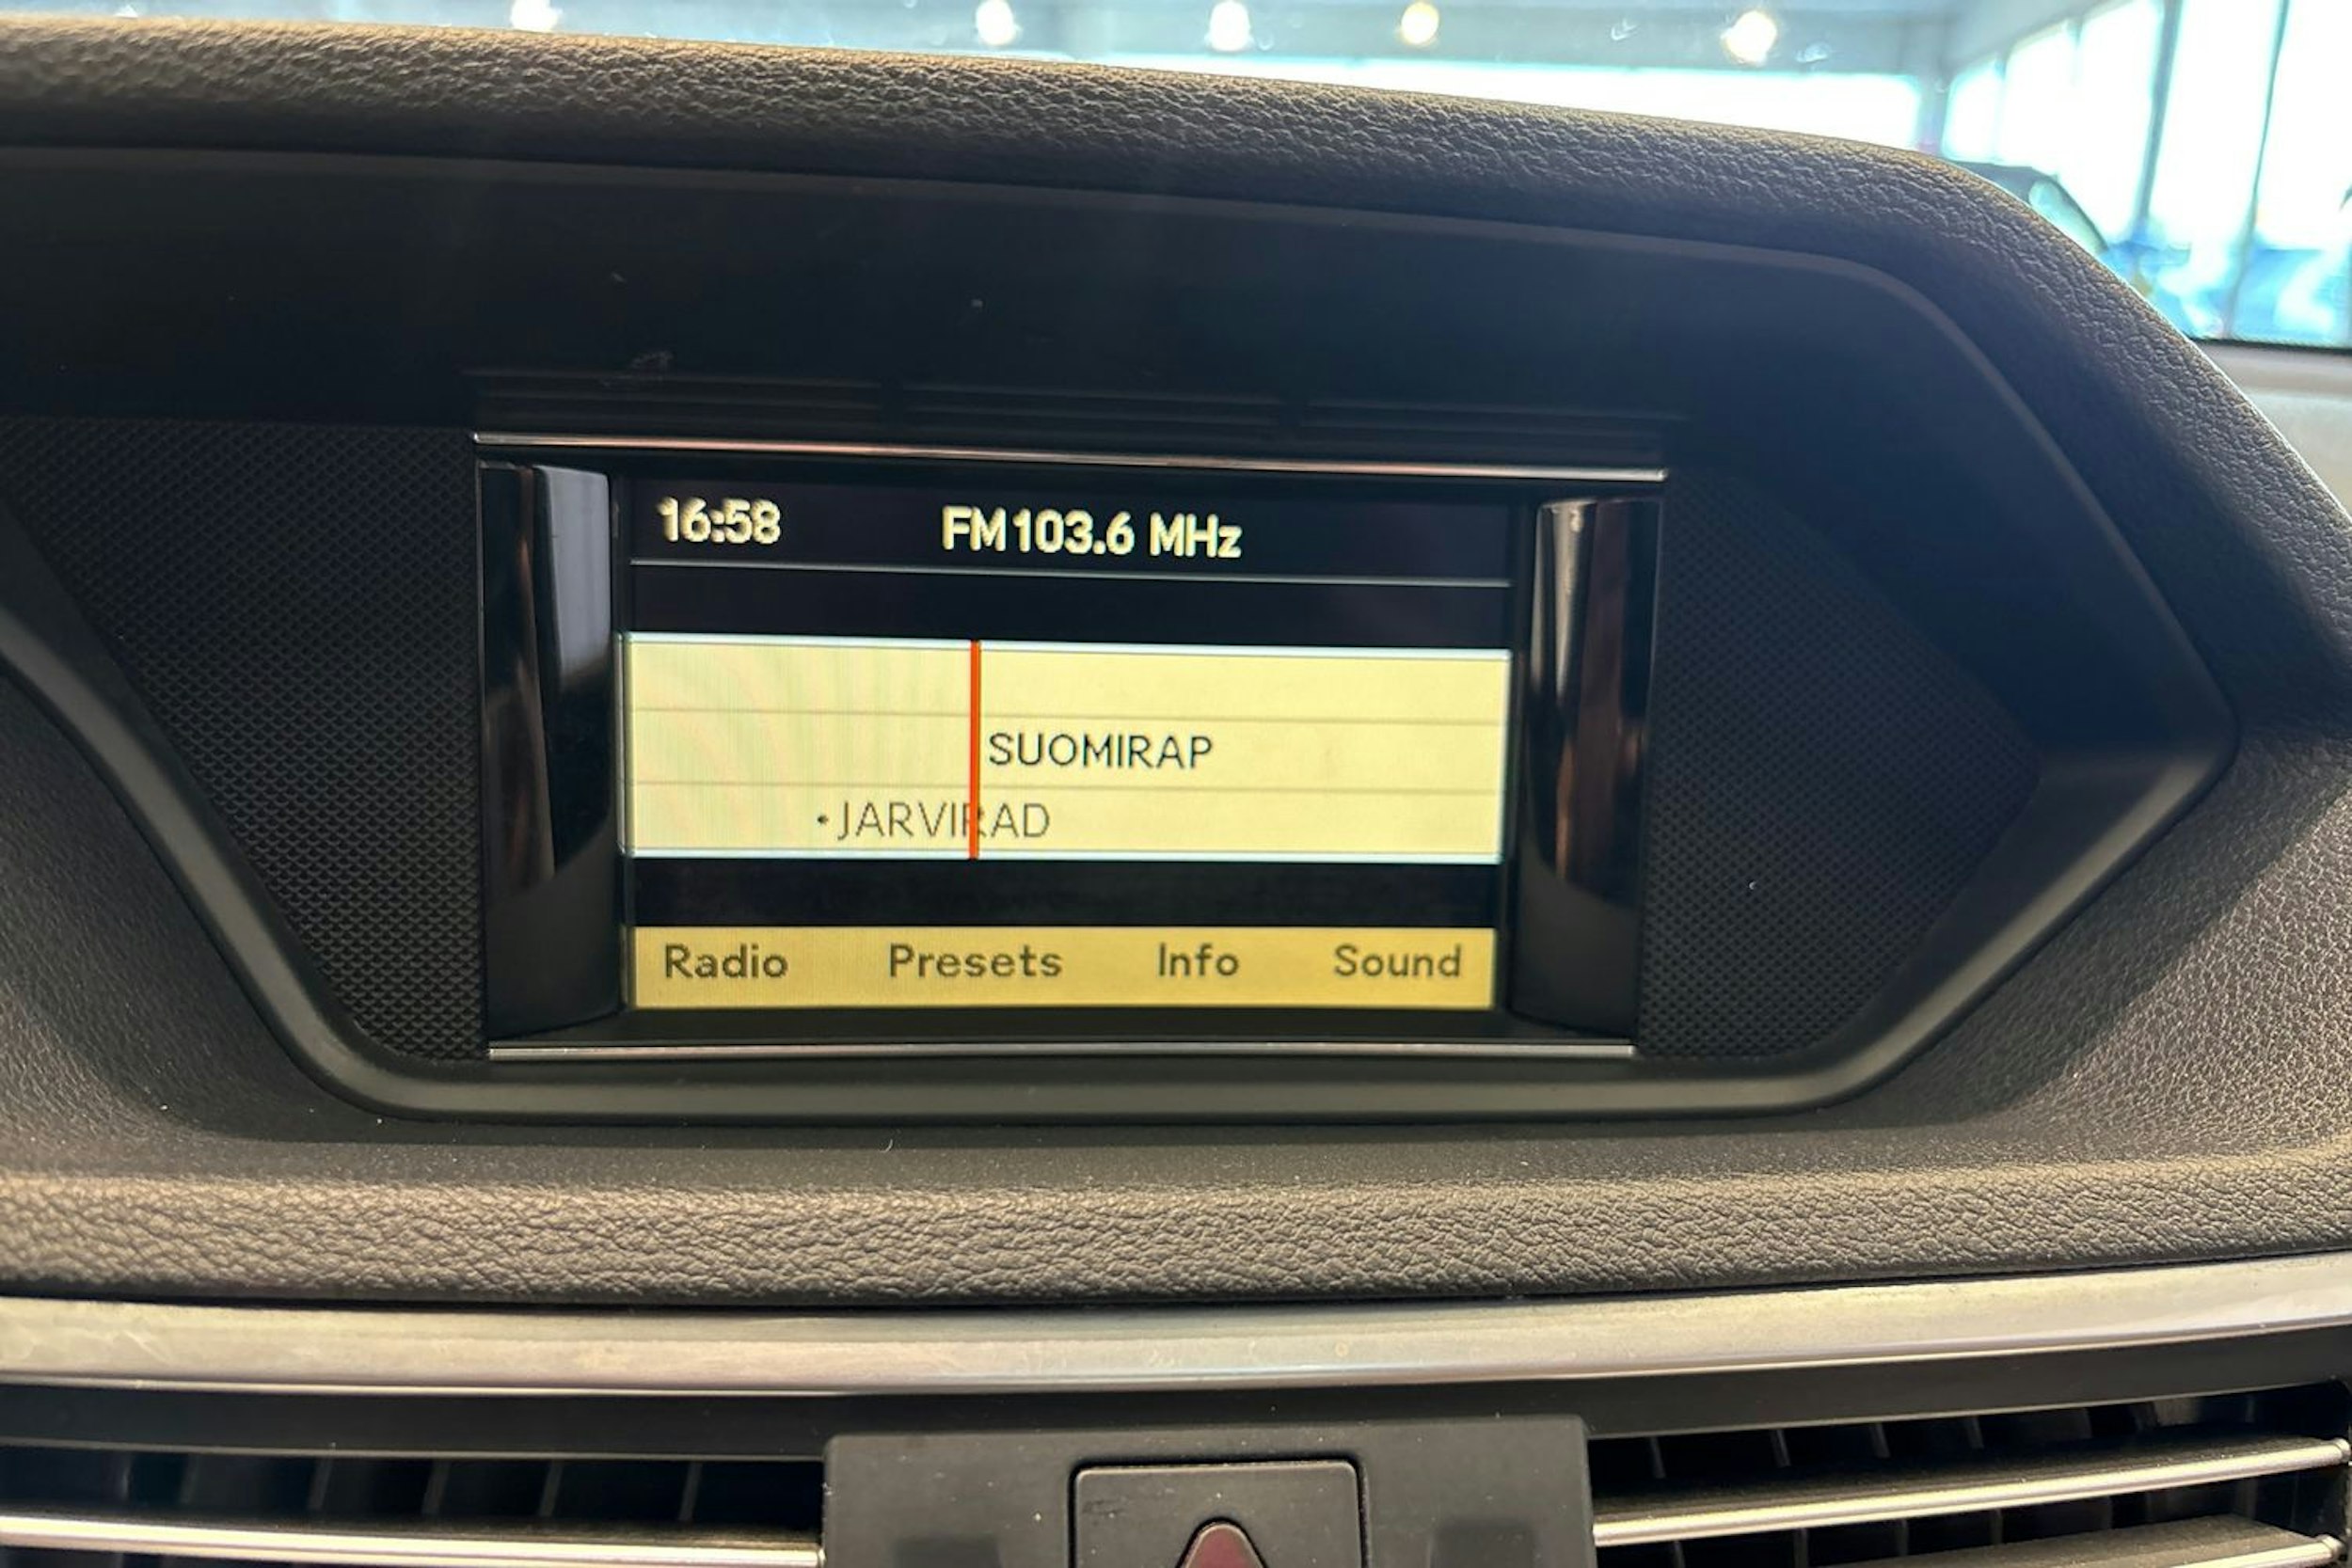 16:58 FM 103.6 MHz
SUOMIRAP
•JARVIRAD
Radio Presets Info Sound